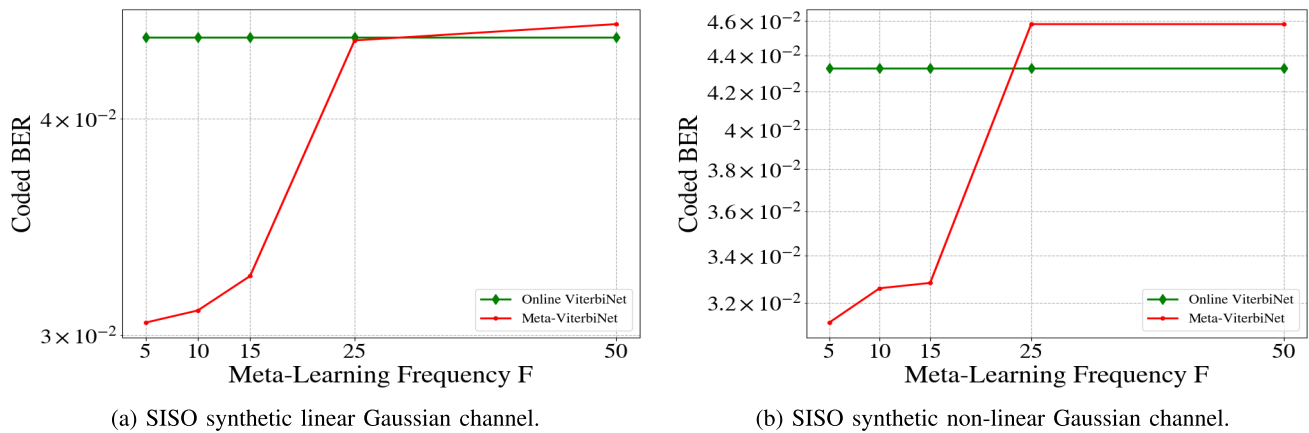 Coded BER
4×10⁻²
3×10⁻²
5 10 15 25 50
Meta-Learning Frequency F
Online ViterbiNet
Meta-ViterbiNet
(a) SISO synthetic linear Gaussian channel.
Coded BER
4.6×10⁻²
4.4×10⁻²
4.2×10⁻²
4×10⁻²
3.8×10⁻²
3.6×10⁻²
3.4×10⁻²
3.2×10⁻²
5 10 15 25 50
Meta-Learning Frequency F
Online ViterbiNet
Meta-ViterbiNet
(b) SISO synthetic non-linear Gaussian channel.